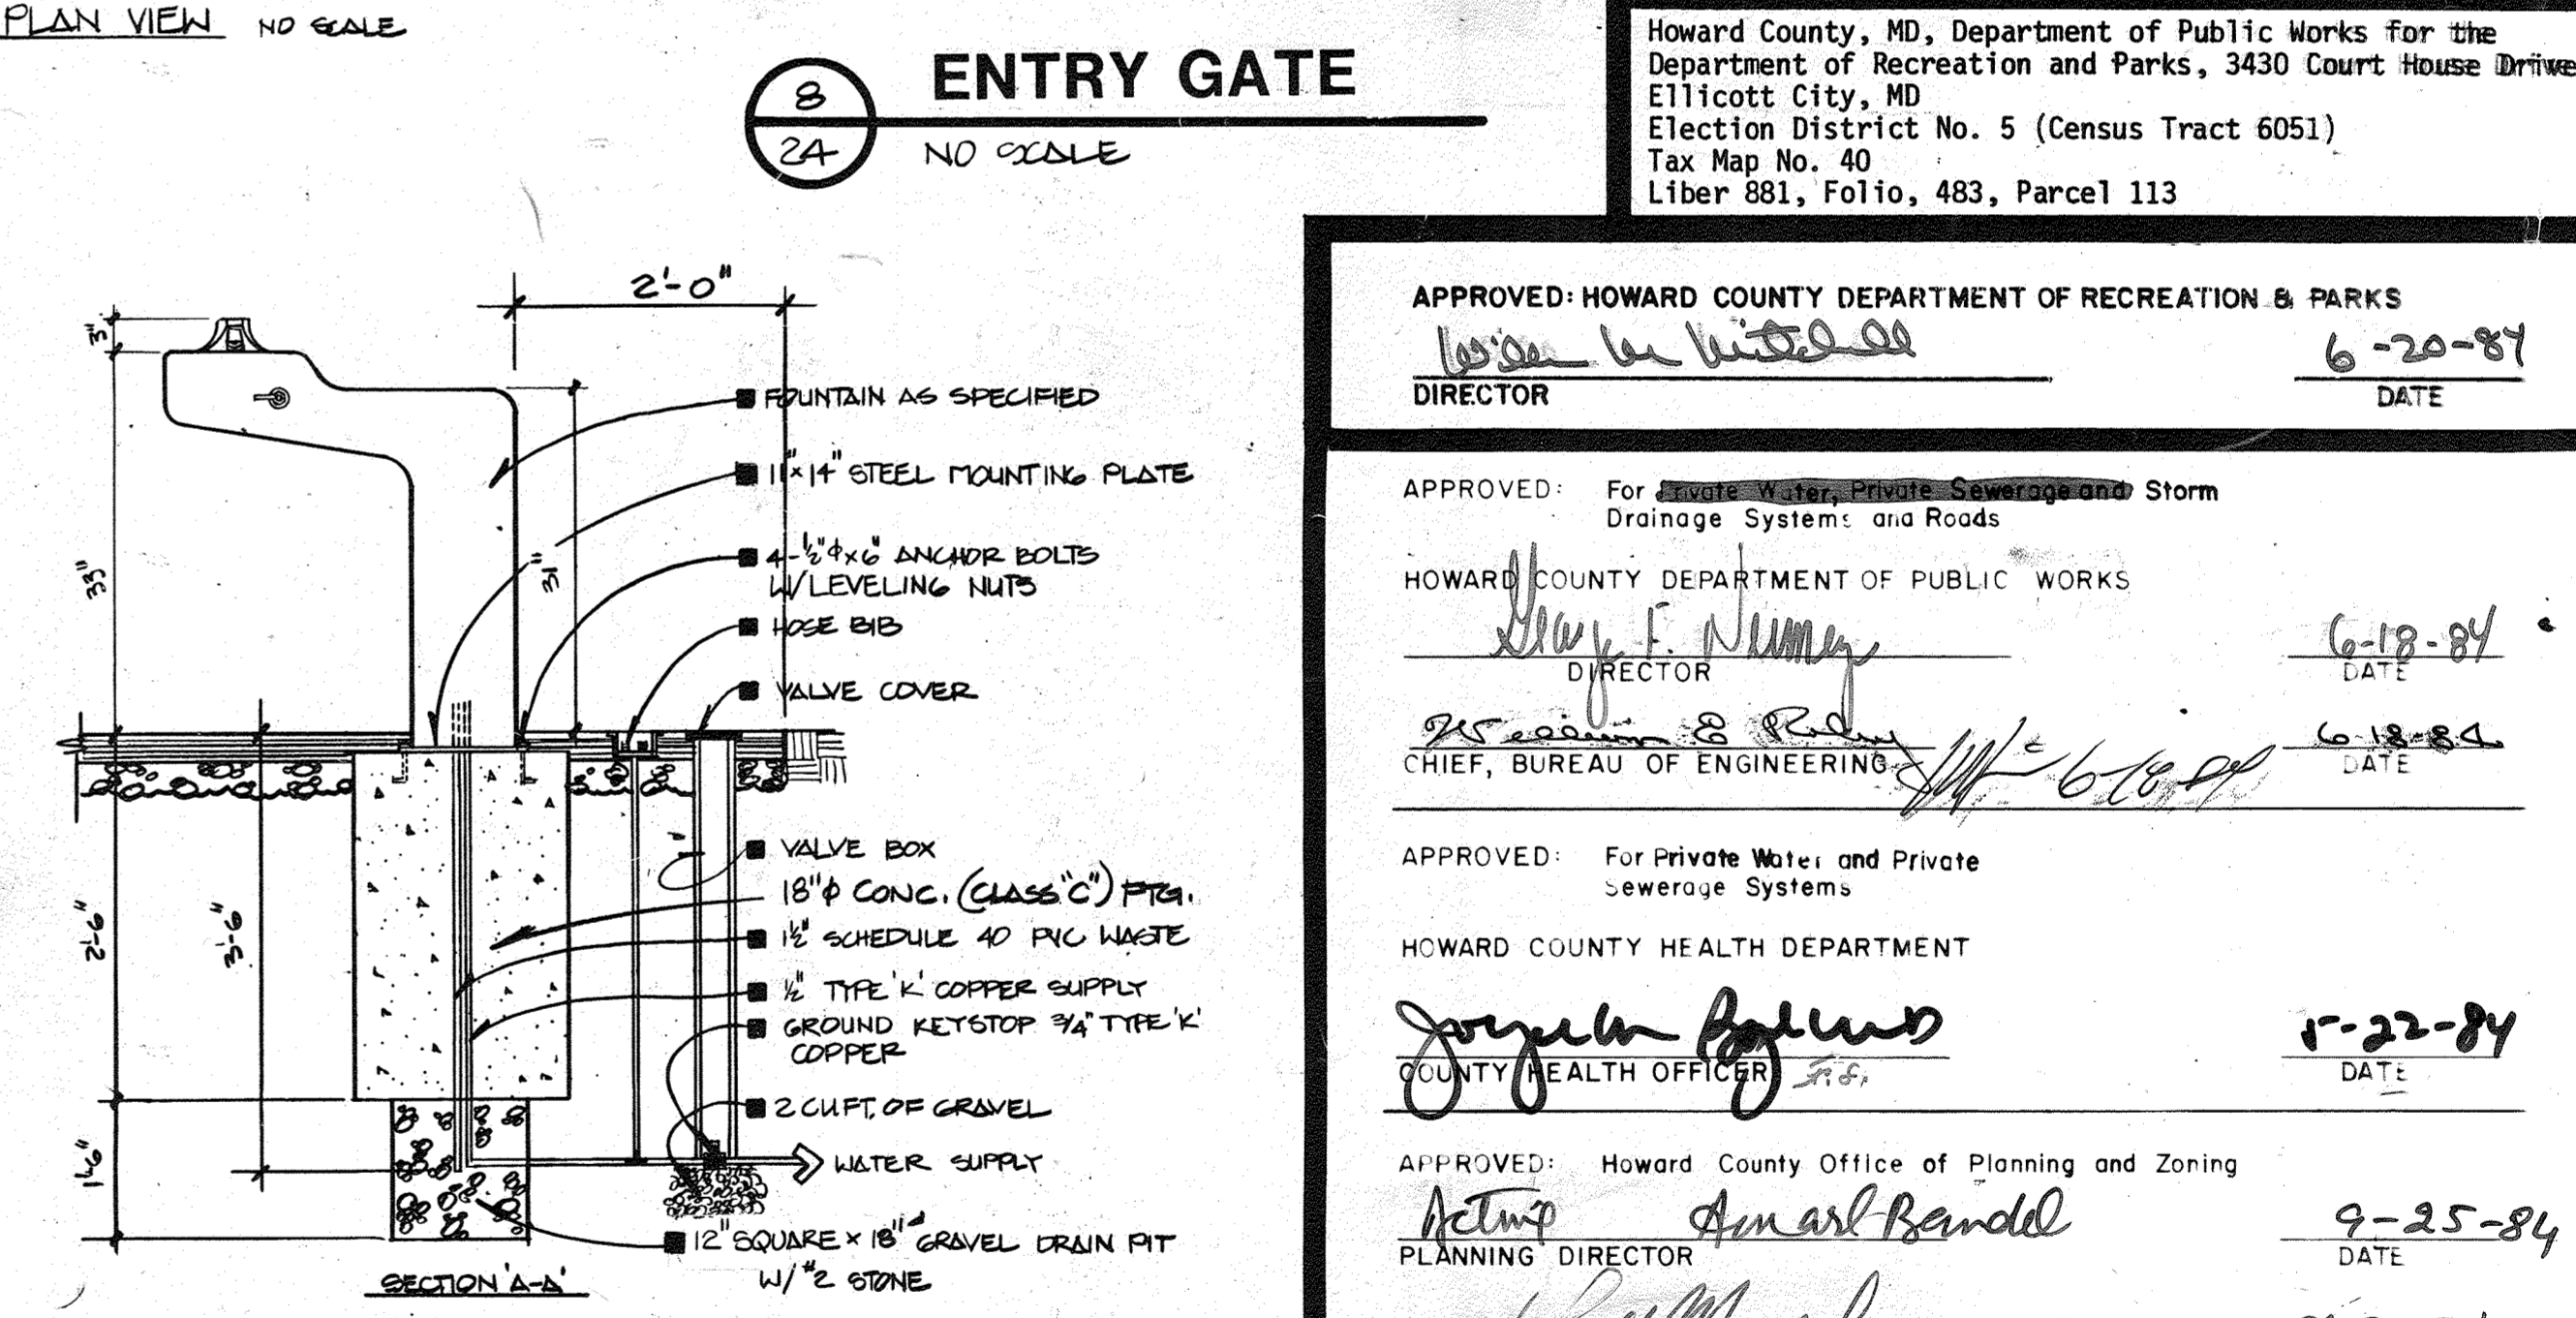 PLAN VIEW NO SCALE
8
24
ENTRY GATE
NO SCALE
Howard County, MD, Department of Public Works for the
Department of Recreation and Parks, 3430 Court House Drive
Ellicott City, MD
Election District No. 5 (Census Tract 6051)
Tax Map No. 40
Liber 881, Folio, 483, Parcel 113
2'-0"
3"
33"
31"
2'-6"
3'-6"
1'-6"
FOUNTAIN AS SPECIFIED
11"x14" STEEL MOUNTING PLATE
4-½"φx6" ANCHOR BOLTS
W/LEVELING NUTS
HOSE BIB
VALVE COVER
VALVE BOX
18"φ CONC. (CLASS "C") FTG.
1½" SCHEDULE 40 PVC WASTE
½" TYPE 'K' COPPER SUPPLY
GROUND KEYSTOP 3/4" TYPE 'K'
COPPER
2 CU.FT. OF GRAVEL
WATER SUPPLY
12" SQUARE x 18"d GRAVEL DRAIN PIT
W/ #2 STONE
SECTION 'A-A'
APPROVED: HOWARD COUNTY DEPARTMENT OF RECREATION & PARKS
6-20-84
DIRECTOR DATE
APPROVED: For Private Water, Private Sewerage and Storm
Drainage Systems and Roads
HOWARD COUNTY DEPARTMENT OF PUBLIC WORKS
6-18-84
DIRECTOR DATE
William E. Riley 6-18-84
CHIEF, BUREAU OF ENGINEERING 6-18-84 DATE
APPROVED: For Private Water and Private
Sewerage Systems
HOWARD COUNTY HEALTH DEPARTMENT
5-22-84
COUNTY HEALTH OFFICER F.S. DATE
APPROVED: Howard County Office of Planning and Zoning
Acting 9-25-84
PLANNING DIRECTOR DATE